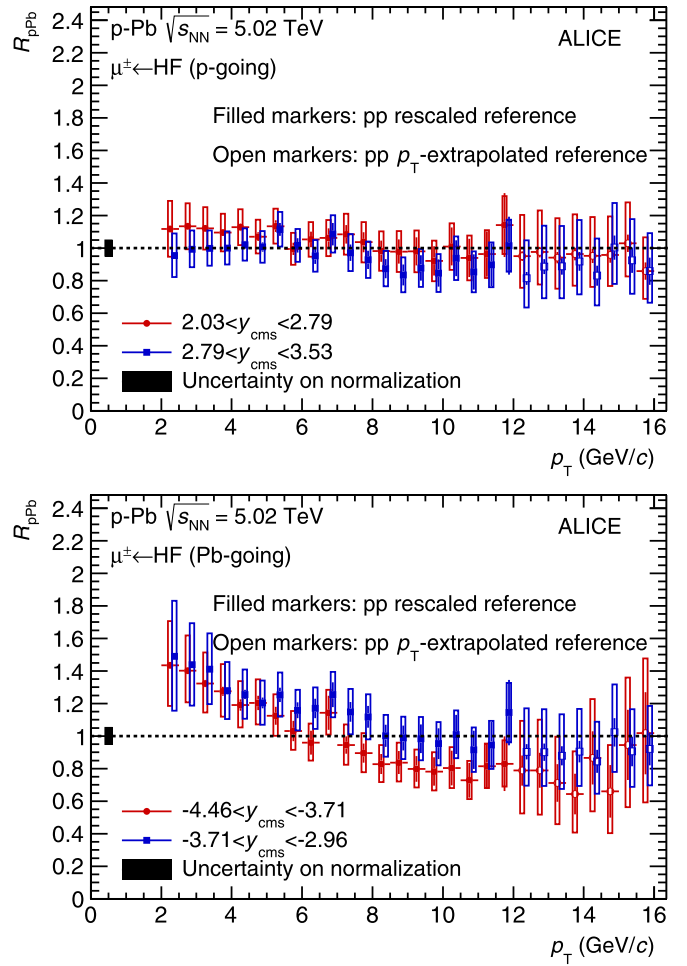 R_pPb
2.4
2.2
2
1.8
1.6
1.4
1.2
1
0.8
0.6
0.4
0.2
0
p-Pb √s_NN = 5.02 TeV
ALICE
μ±←HF (p-going)
Filled markers: pp rescaled reference
Open markers: pp p_T-extrapolated reference
2.03<y_cms<2.79
2.79<y_cms<3.53
Uncertainty on normalization
0 2 4 6 8 10 12 14 16
p_T (GeV/c)
R_pPb
2.4
2.2
2
1.8
1.6
1.4
1.2
1
0.8
0.6
0.4
0.2
0
p-Pb √s_NN = 5.02 TeV
ALICE
μ±←HF (Pb-going)
Filled markers: pp rescaled reference
Open markers: pp p_T-extrapolated reference
-4.46<y_cms<-3.71
-3.71<y_cms<-2.96
Uncertainty on normalization
0 2 4 6 8 10 12 14 16
p_T (GeV/c)